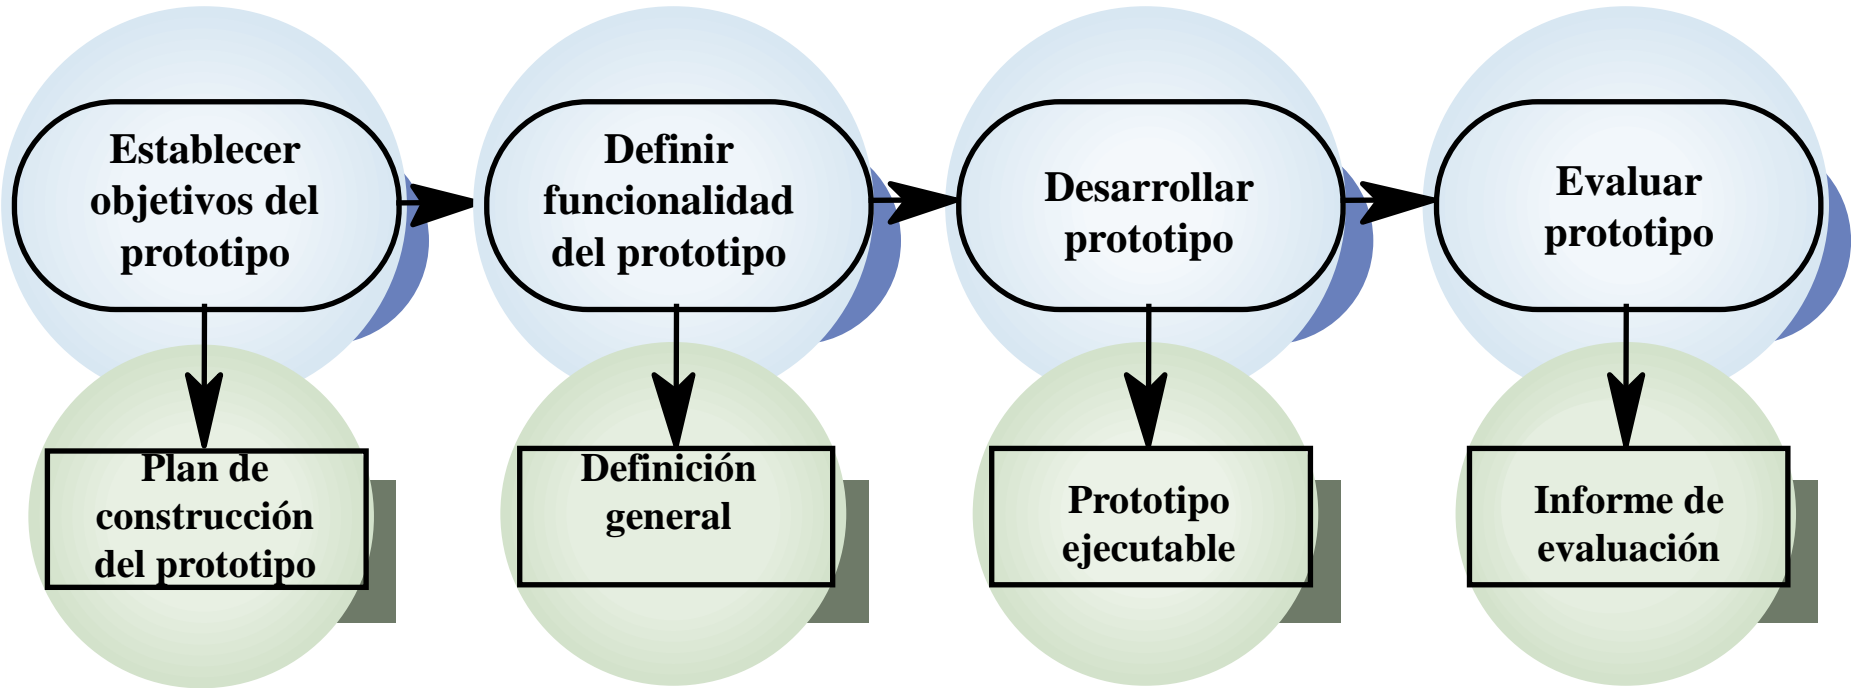 Establecer
objetivos del
prototipo
Definir
funcionalidad
del prototipo
Desarrollar
prototipo
Evaluar
prototipo
Plan de
construcción
del prototipo
Definición
general
Prototipo
ejecutable
Informe de
evaluación